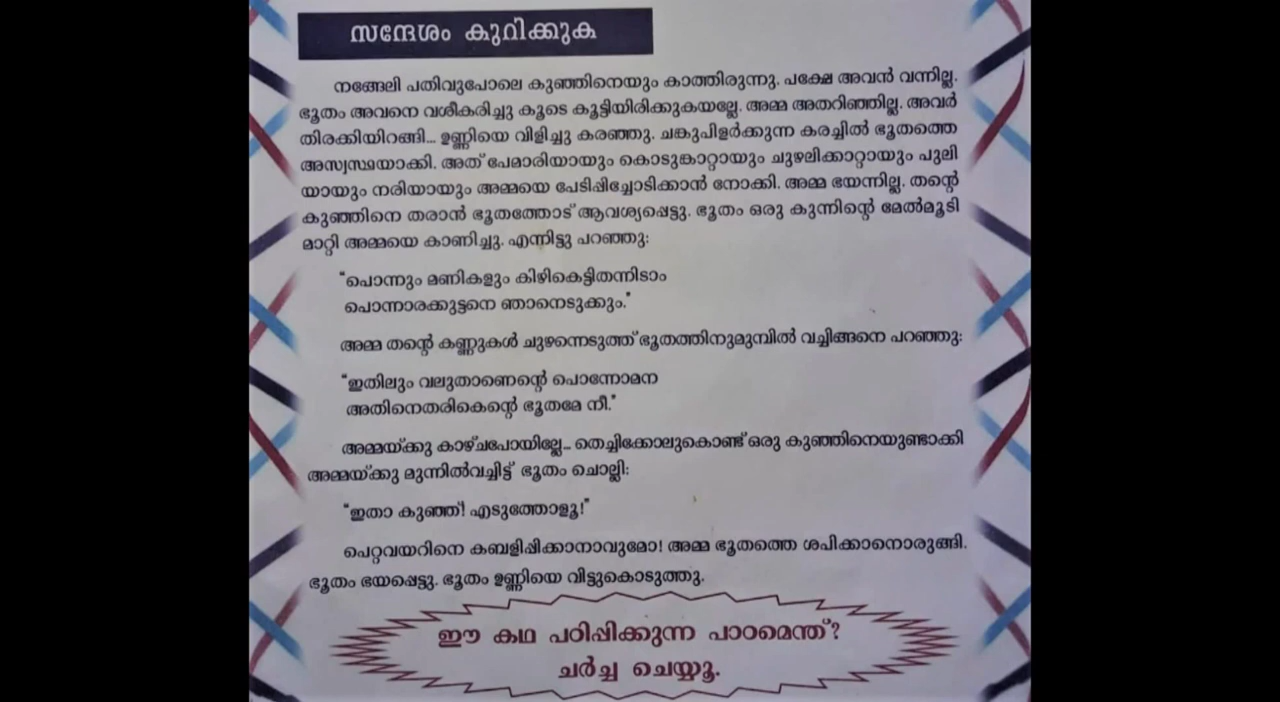 സന്ദേശം കുറിക്കുക
നങ്ങേലി പതിവുപോലെ കുഞ്ഞിനെയും കാത്തിരുന്നു. പക്ഷേ അവൻ വന്നില്ല.
ഭൂതം അവനെ വശീകരിച്ചു കൂടെ കൂട്ടിയിരിക്കുകയല്ലേ. അമ്മ അതറിഞ്ഞില്ല. അവർ
തിരക്കിയിറങ്ങി... ഉണ്ണിയെ വിളിച്ചു കരഞ്ഞു. ചങ്കുപിളർക്കുന്ന കരച്ചിൽ ഭൂതത്തെ
അസ്വസ്ഥയാക്കി. അത് പേമാരിയായും കൊടുങ്കാറ്റായും ചുഴലിക്കാറ്റായും പുലി
യായും നരിയായും അമ്മയെ പേടിപ്പിച്ചോടിക്കാൻ നോക്കി. അമ്മ ഭയന്നില്ല. തന്റെ
കുഞ്ഞിനെ തരാൻ ഭൂതത്തോട് ആവശ്യപ്പെട്ടു. ഭൂതം ഒരു കുന്നിന്റെ മേൽമൂടി
മാറ്റി അമ്മയെ കാണിച്ചു. എന്നിട്ടു പറഞ്ഞു:
“പൊന്നും മണികളും കിഴികെട്ടിതന്നിടാം
പൊന്നാരക്കുട്ടനെ ഞാനെടുക്കും.”
അമ്മ തന്റെ കണ്ണുകൾ ചുഴന്നെടുത്ത് ഭൂതത്തിനുമുമ്പിൽ വച്ചിങ്ങനെ പറഞ്ഞു:
“ഇതിലും വലുതാണെന്റെ പൊന്നോമന
അതിനെതരികെന്റെ ഭൂതമേ നീ.”
അമ്മയ്ക്കു കാഴ്ചപോയില്ലേ... തെച്ചിക്കോലുകൊണ്ട് ഒരു കുഞ്ഞിനെയുണ്ടാക്കി
അമ്മയ്ക്കു മുന്നിൽവച്ചിട്ട് ഭൂതം ചൊല്ലി:
“ഇതാ കുഞ്ഞ്! എടുത്തോളൂ!”
പെറ്റവയറിനെ കബളിപ്പിക്കാനാവുമോ! അമ്മ ഭൂതത്തെ ശപിക്കാനൊരുങ്ങി.
ഭൂതം ഭയപ്പെട്ടു. ഭൂതം ഉണ്ണിയെ വിട്ടുകൊടുത്തു.
ഈ കഥ പഠിപ്പിക്കുന്ന പാഠമെന്ത്?
ചർച്ച ചെയ്യൂ.